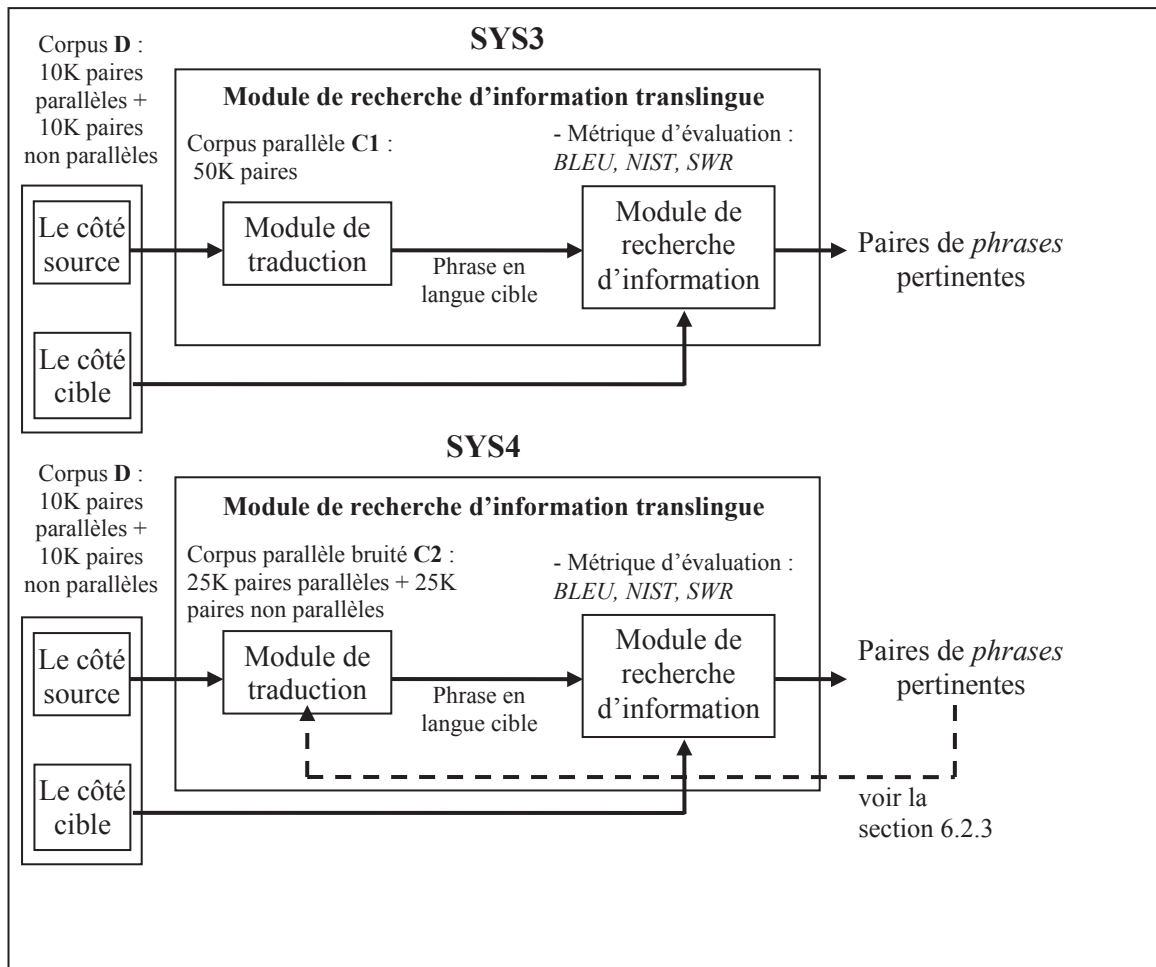 SYS3
Corpus D :
10K paires
parallèles +
10K paires
non parallèles
Module de recherche d'information translingue
Corpus parallèle C1 :
50K paires
- Métrique d'évaluation :
BLEU, NIST, SWR
Le côté
source
Module de
traduction
Phrase en
langue cible
Module de
recherche
d'information
Paires de phrases
pertinentes
Le côté
cible
SYS4
Corpus D :
10K paires
parallèles +
10K paires
non parallèles
Module de recherche d'information translingue
Corpus parallèle bruité C2 :
25K paires parallèles + 25K
paires non parallèles
- Métrique d'évaluation :
BLEU, NIST, SWR
Le côté
source
Module de
traduction
Phrase en
langue cible
Module de
recherche
d'information
Paires de phrases
pertinentes
Le côté
cible
voir la
section 6.2.3